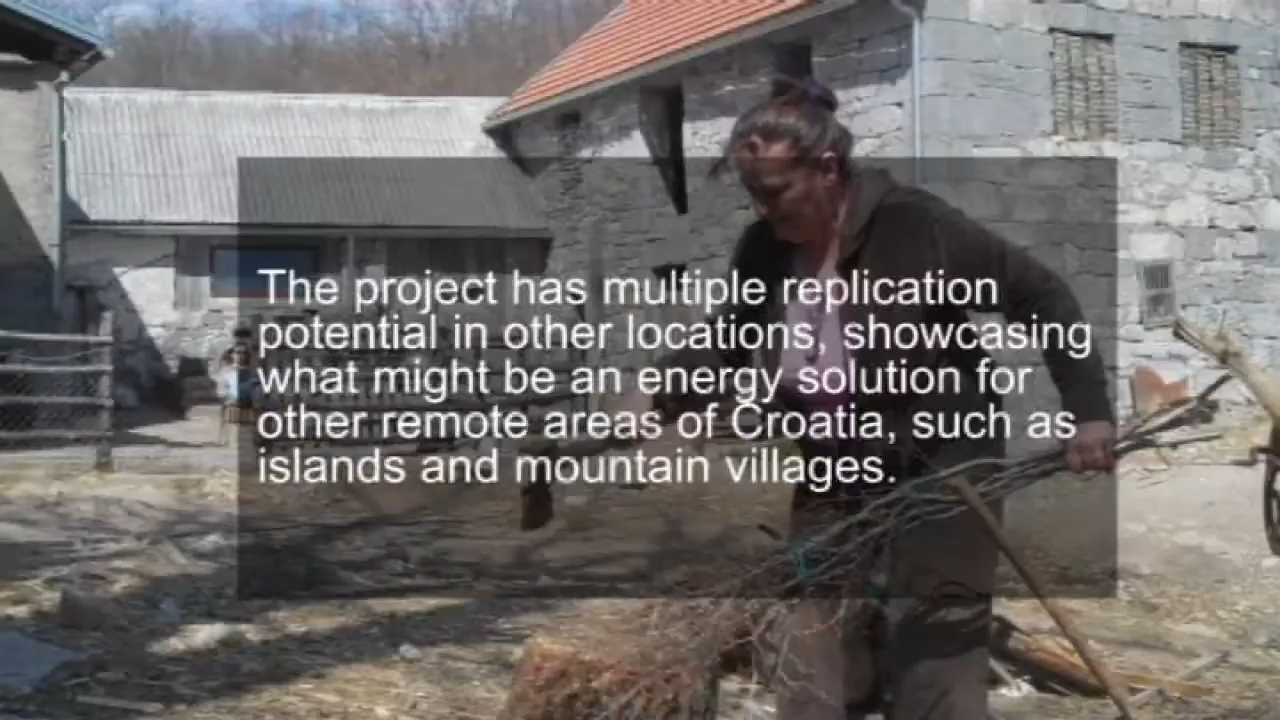 The project has multiple replication
potential in other locations, showcasing
what might be an energy solution for
other remote areas of Croatia, such as
islands and mountain villages.